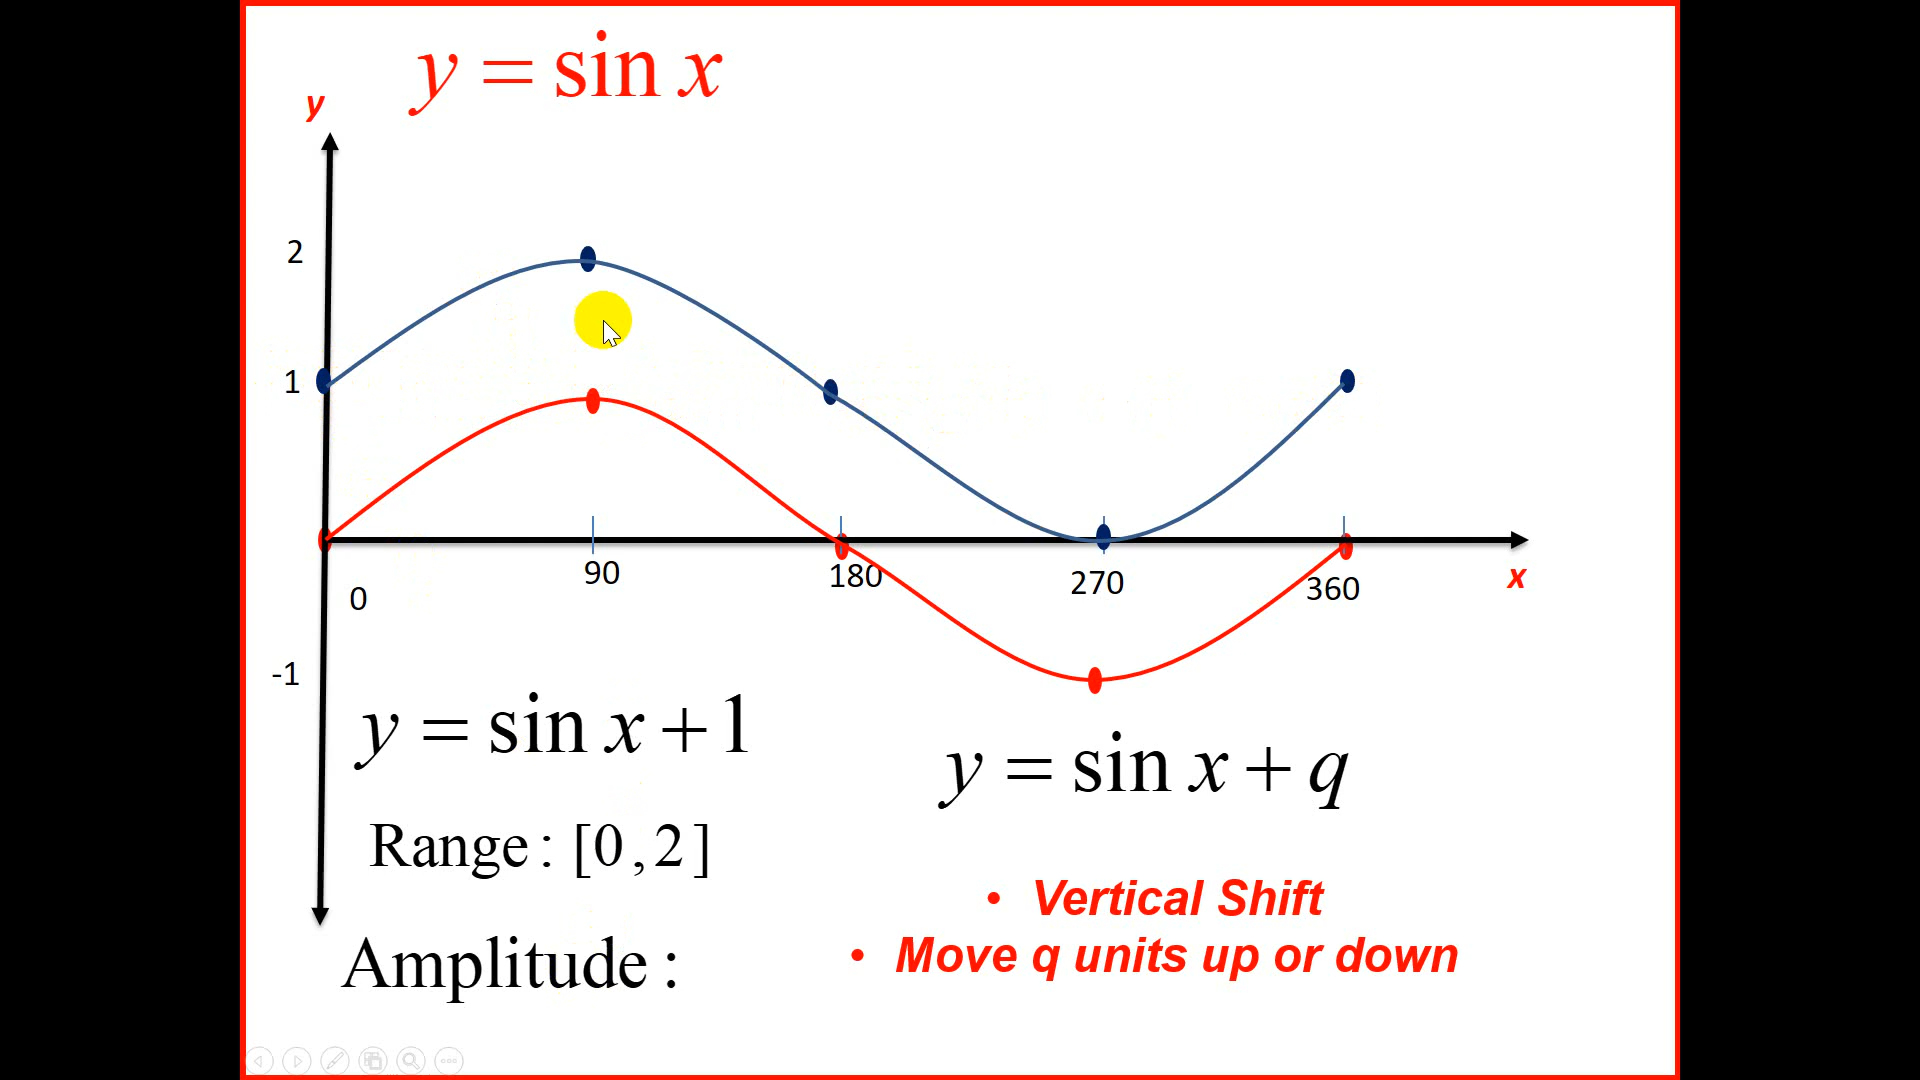 y = sin x
y
2
1
90
180
270
360
x
0
-1
y = sin x + 1
y = sin x + q
Range : [0 , 2 ]
• Vertical Shift
• Move q units up or down
Amplitude :